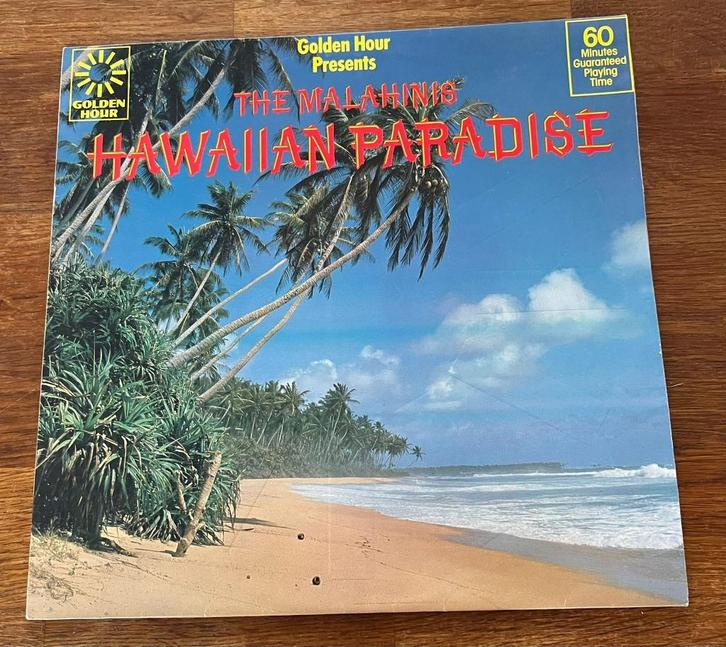 Golden Hour
Presents
GOLDEN
HOUR
60
Minutes
Guaranteed
Playing
Time
THE MALAHINIS
HAWAIIAN PARADISE